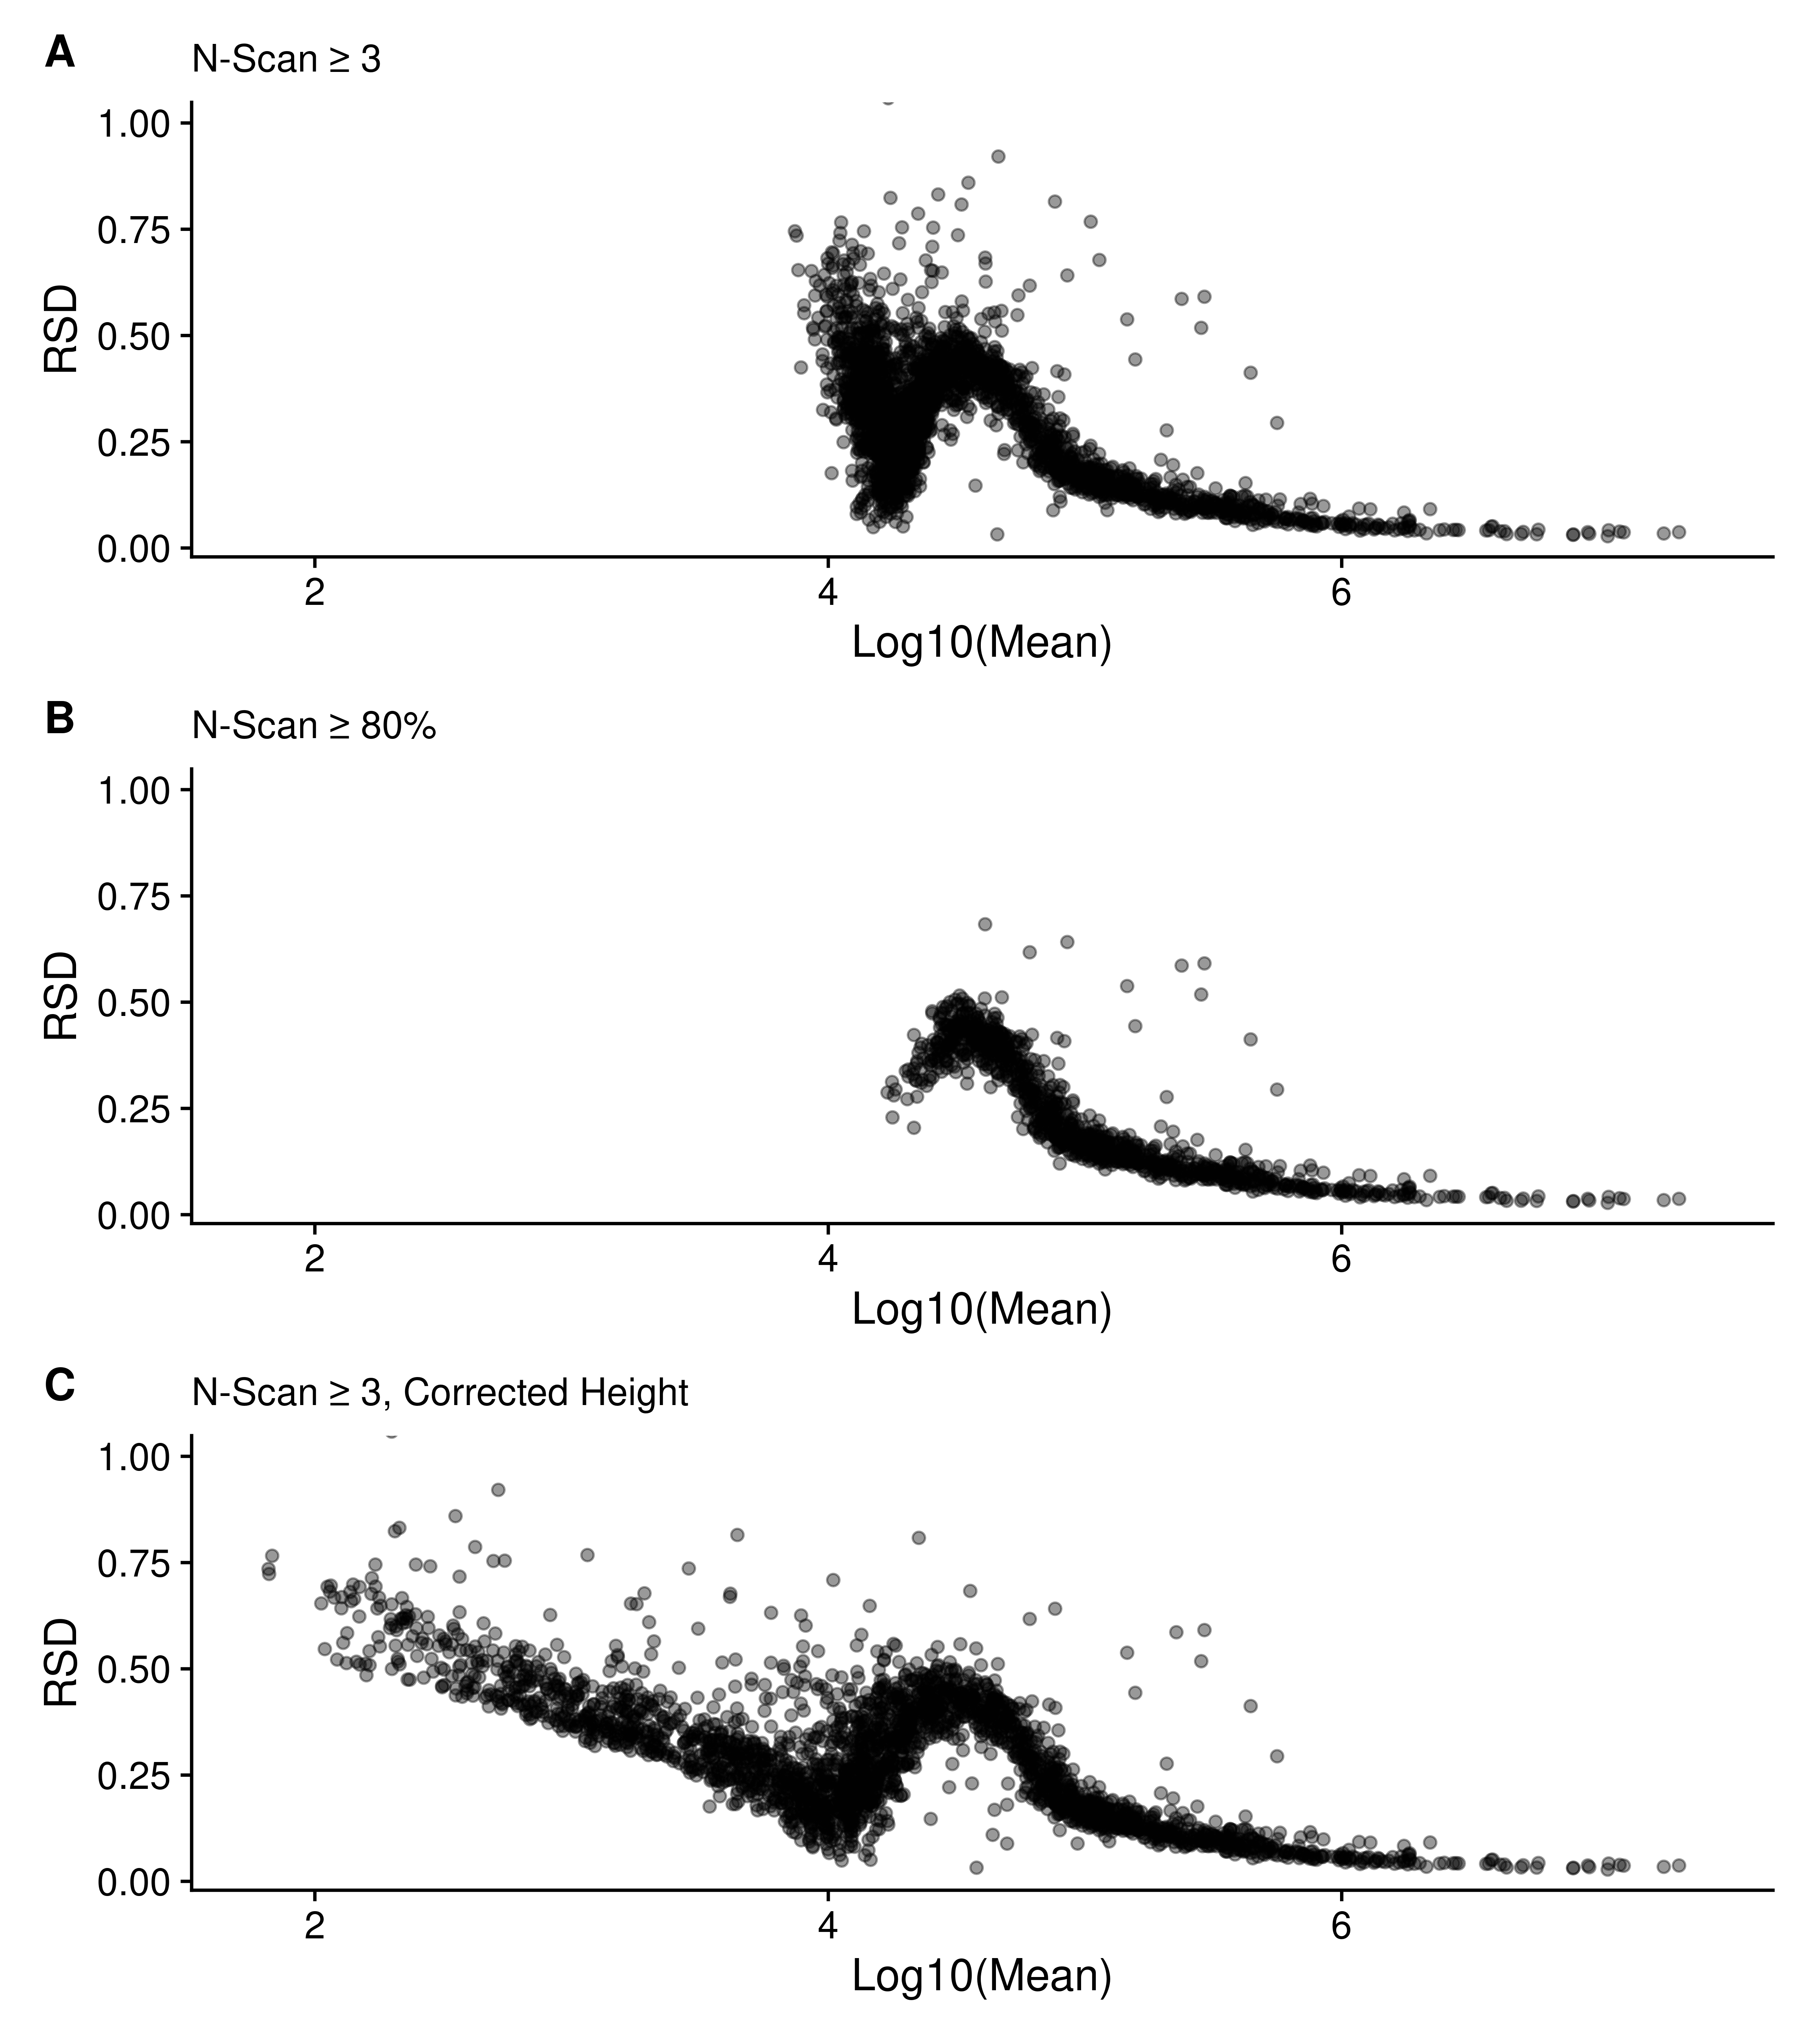 A
N-Scan ≥ 3
1.00
0.75
0.50
0.25
0.00
RSD
2 4 6
Log10(Mean)
B
N-Scan ≥ 80%
1.00
0.75
0.50
0.25
0.00
RSD
2 4 6
Log10(Mean)
C
N-Scan ≥ 3, Corrected Height
1.00
0.75
0.50
0.25
0.00
RSD
2 4 6
Log10(Mean)